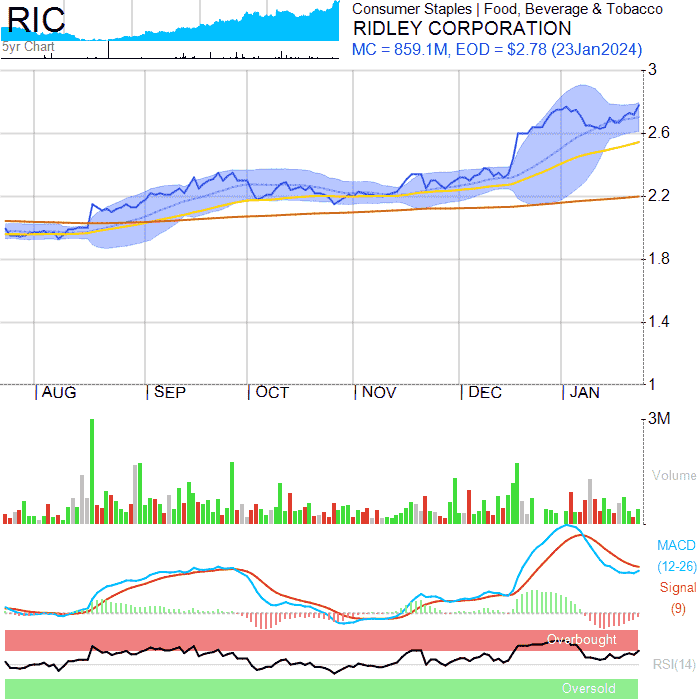 RIC
5yr Chart
Consumer Staples | Food, Beverage & Tobacco
RIDLEY CORPORATION
MC = 859.1M, EOD = $2.78 (23Jan2024)
3
2.6
2.2
1.8
1.4
1
AUG SEP OCT NOV DEC JAN
3M
Volume
MACD
(12-26)
Signal
(9)
Overbought
RSI(14)
Oversold